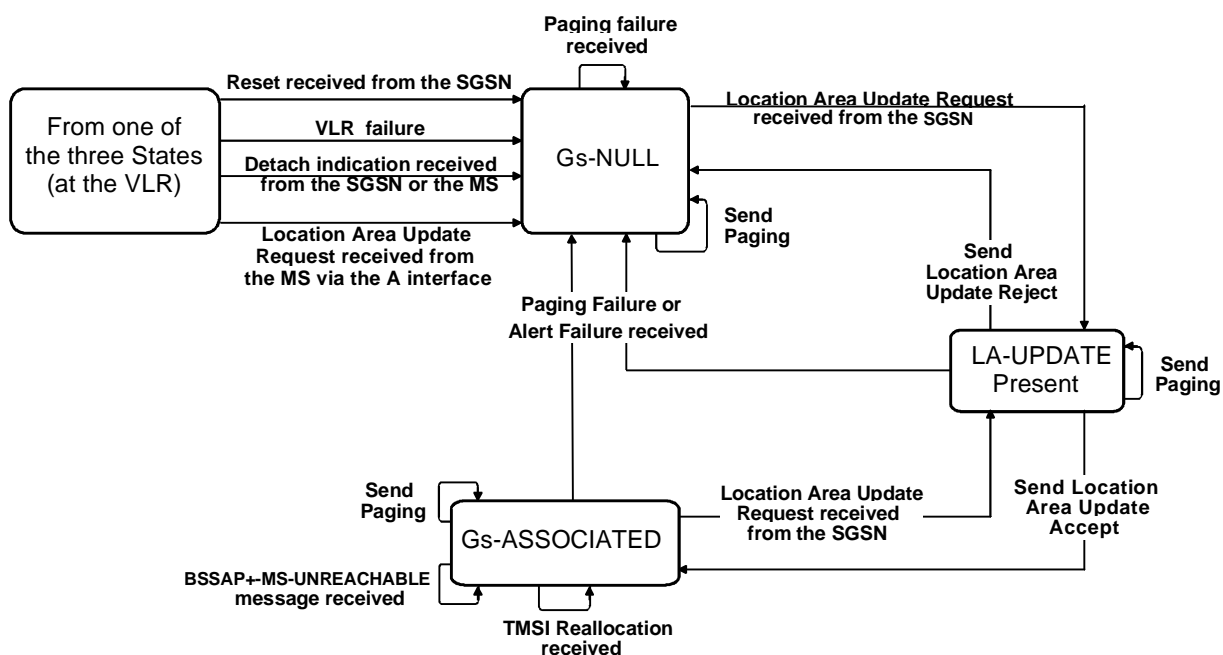 Paging failure
received
Reset received from the SGSN
From one of
the three States
(at the VLR)
VLR failure
Detach indication received
from the SGSN or the MS
Location Area Update
Request received from
the MS via the A interface
Gs-NULL
Location Area Update Request
received from the SGSN
Send
Paging
Send
Location Area
Update Reject
Paging Failure or
Alert Failure received
LA-UPDATE
Present
Send
Paging
Send
Paging
Gs-ASSOCIATED
Location Area Update
Request received
from the SGSN
Send Location
Area Update
Accept
BSSAP+-MS-UNREACHABLE
message received
TMSI Reallocation
received